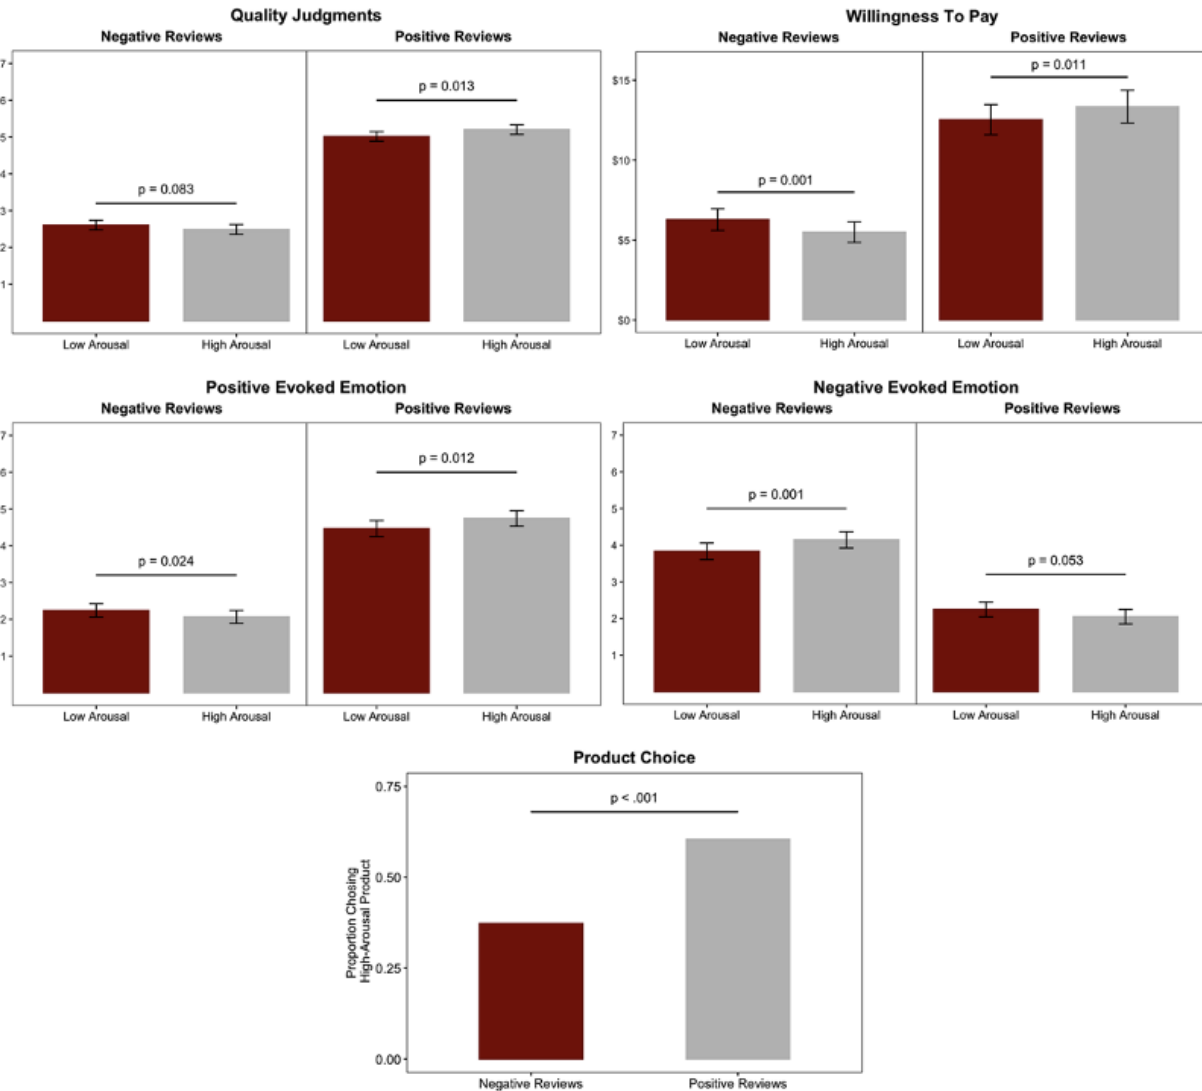 Quality Judgments
Negative Reviews Positive Reviews
7
6
5
4
3
2
1
p = 0.083
p = 0.013
Low Arousal High Arousal Low Arousal High Arousal
Willingness To Pay
Negative Reviews Positive Reviews
$15
$10
$5
$0
p = 0.001
p = 0.011
Low Arousal High Arousal Low Arousal High Arousal
Positive Evoked Emotion
Negative Reviews Positive Reviews
7
6
5
4
3
2
1
p = 0.024
p = 0.012
Low Arousal High Arousal Low Arousal High Arousal
Negative Evoked Emotion
Negative Reviews Positive Reviews
7
6
5
4
3
2
1
p = 0.001
p = 0.053
Low Arousal High Arousal Low Arousal High Arousal
Product Choice
Proportion Chosing
High-Arousal Product
0.75
0.50
0.25
0.00
p < .001
Negative Reviews Positive Reviews